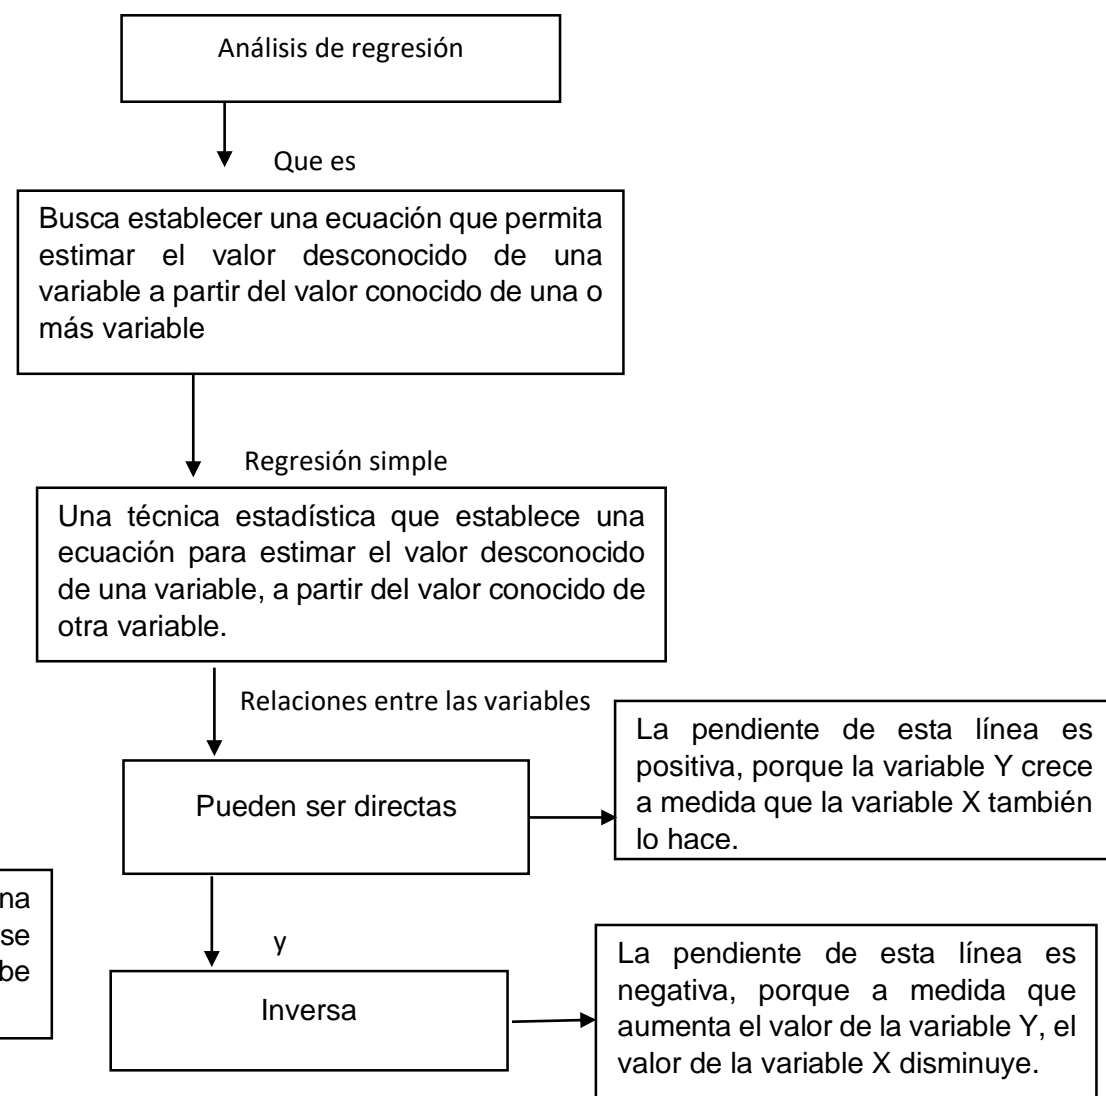 Análisis de regresión
Que es
Busca establecer una ecuación que permita
estimar el valor desconocido de una
variable a partir del valor conocido de una o
más variable
Regresión simple
Una técnica estadística que establece una
ecuación para estimar el valor desconocido
de una variable, a partir del valor conocido de
otra variable.
Relaciones entre las variables
Pueden ser directas
La pendiente de esta línea es
positiva, porque la variable Y crece
a medida que la variable X también
lo hace.
na
se
be
y
Inversa
La pendiente de esta línea es
negativa, porque a medida que
aumenta el valor de la variable Y, el
valor de la variable X disminuye.